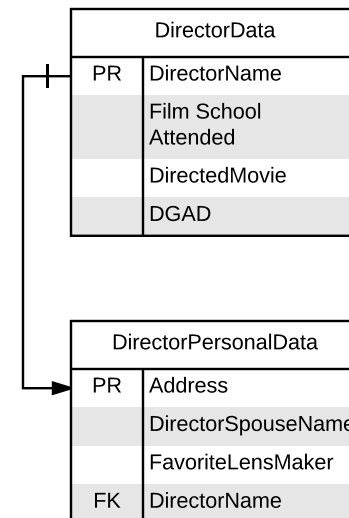 DirectorData
PR DirectorName
Film School
Attended
DirectedMovie
DGAD
DirectorPersonalData
PR Address
DirectorSpouseName
FavoriteLensMaker
FK DirectorName